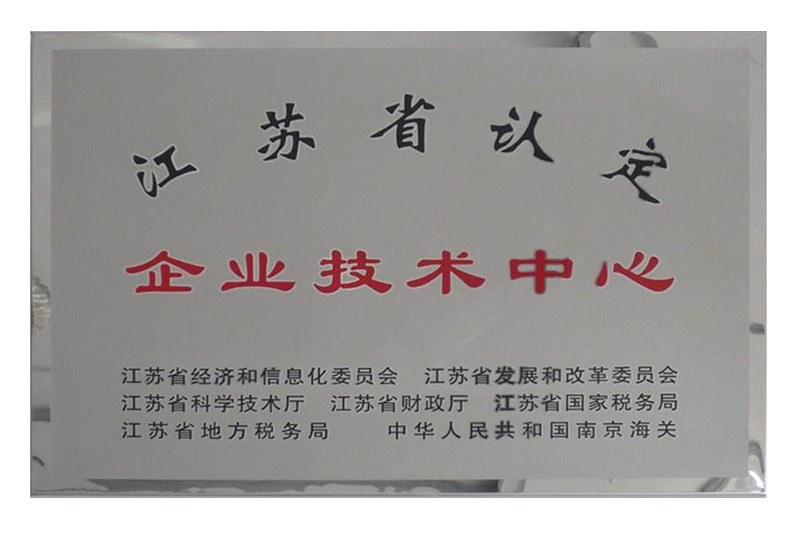 江苏省认定
企业技术中心
江苏省经济和信息化委员会 江苏省发展和改革委员会
江苏省科学技术厅 江苏省财政厅 江苏省国家税务局
江苏省地方税务局 中华人民共和国南京海关